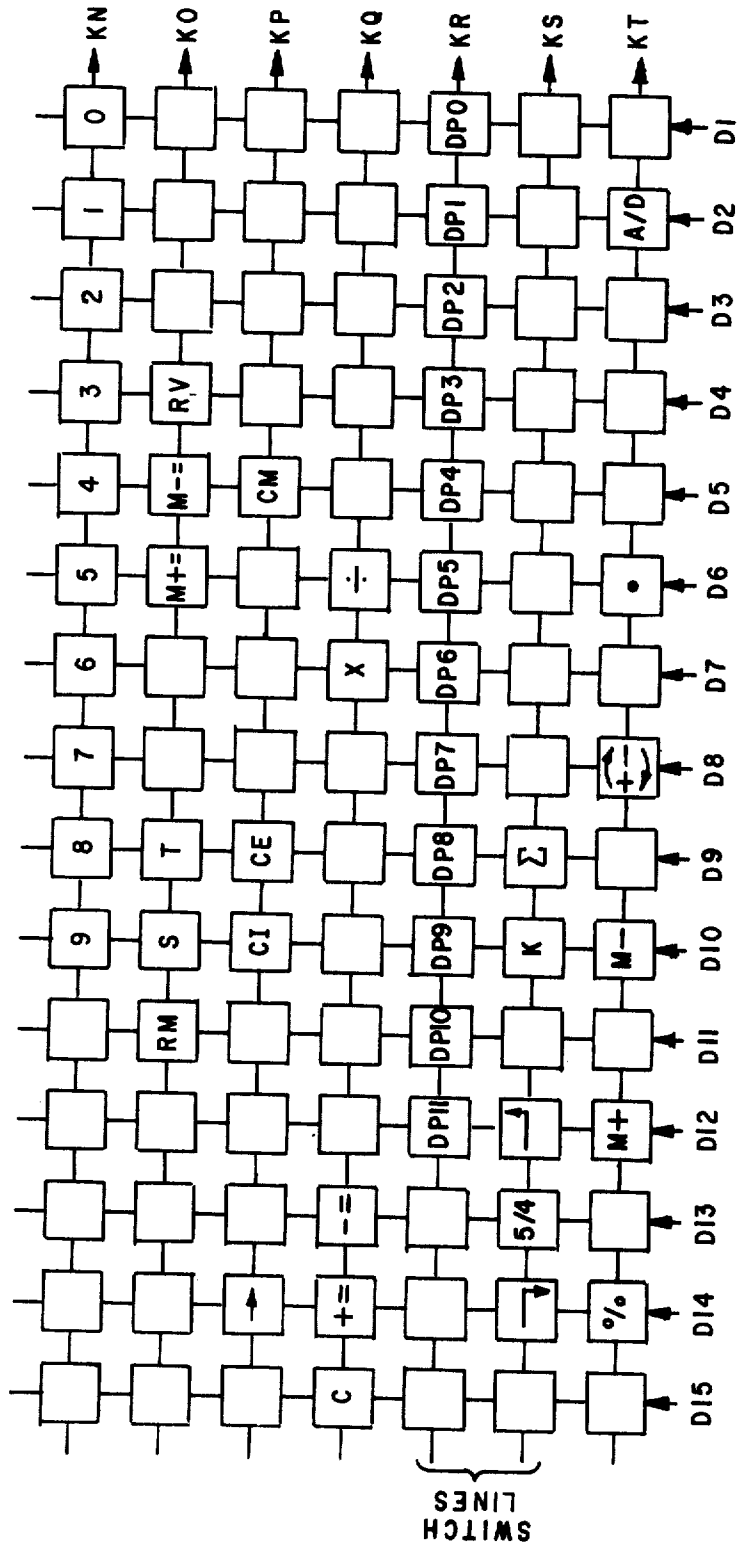 9 8 7 6 5 4 3 2 1 0 KN
RM S T M+= M-= RV KO
→ CI CE CM KP
C += -= X ÷ KQ
DP11 DP10 DP9 DP8 DP7 DP6 DP5 DP4 DP3 DP2 DP1 DP0 KR
5/4 K Σ KS
% M+ M- +- • A/D KT
SWITCH
LINES
D15 D14 D13 D12 D11 D10 D9 D8 D7 D6 D5 D4 D3 D2 D1